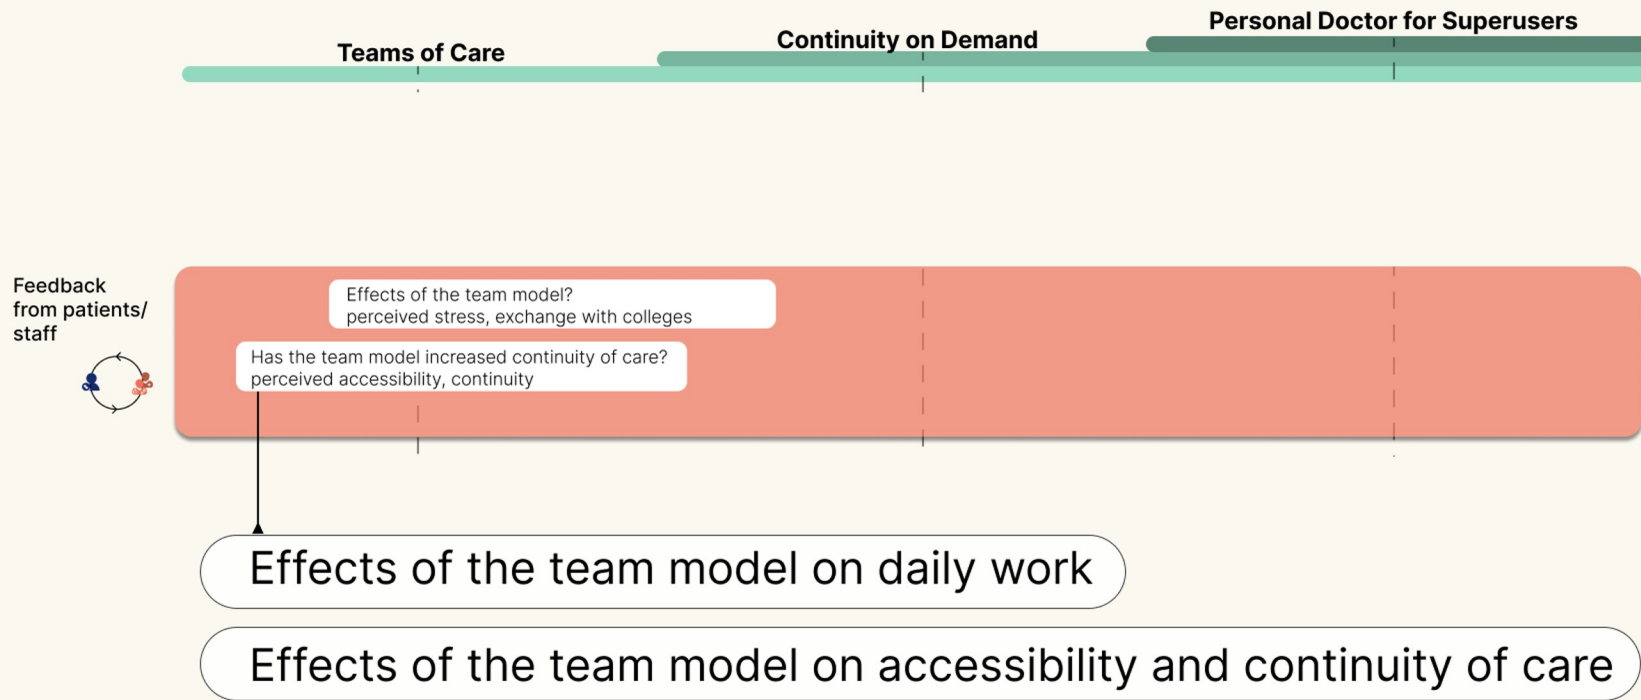 Personal Doctor for Superusers
Continuity on Demand
Teams of Care
Feedback
from patients/
staff
Effects of the team model?
perceived stress, exchange with colleges
Has the team model increased continuity of care?
perceived accessibility, continuity
Effects of the team model on daily work
Effects of the team model on accessibility and continuity of care